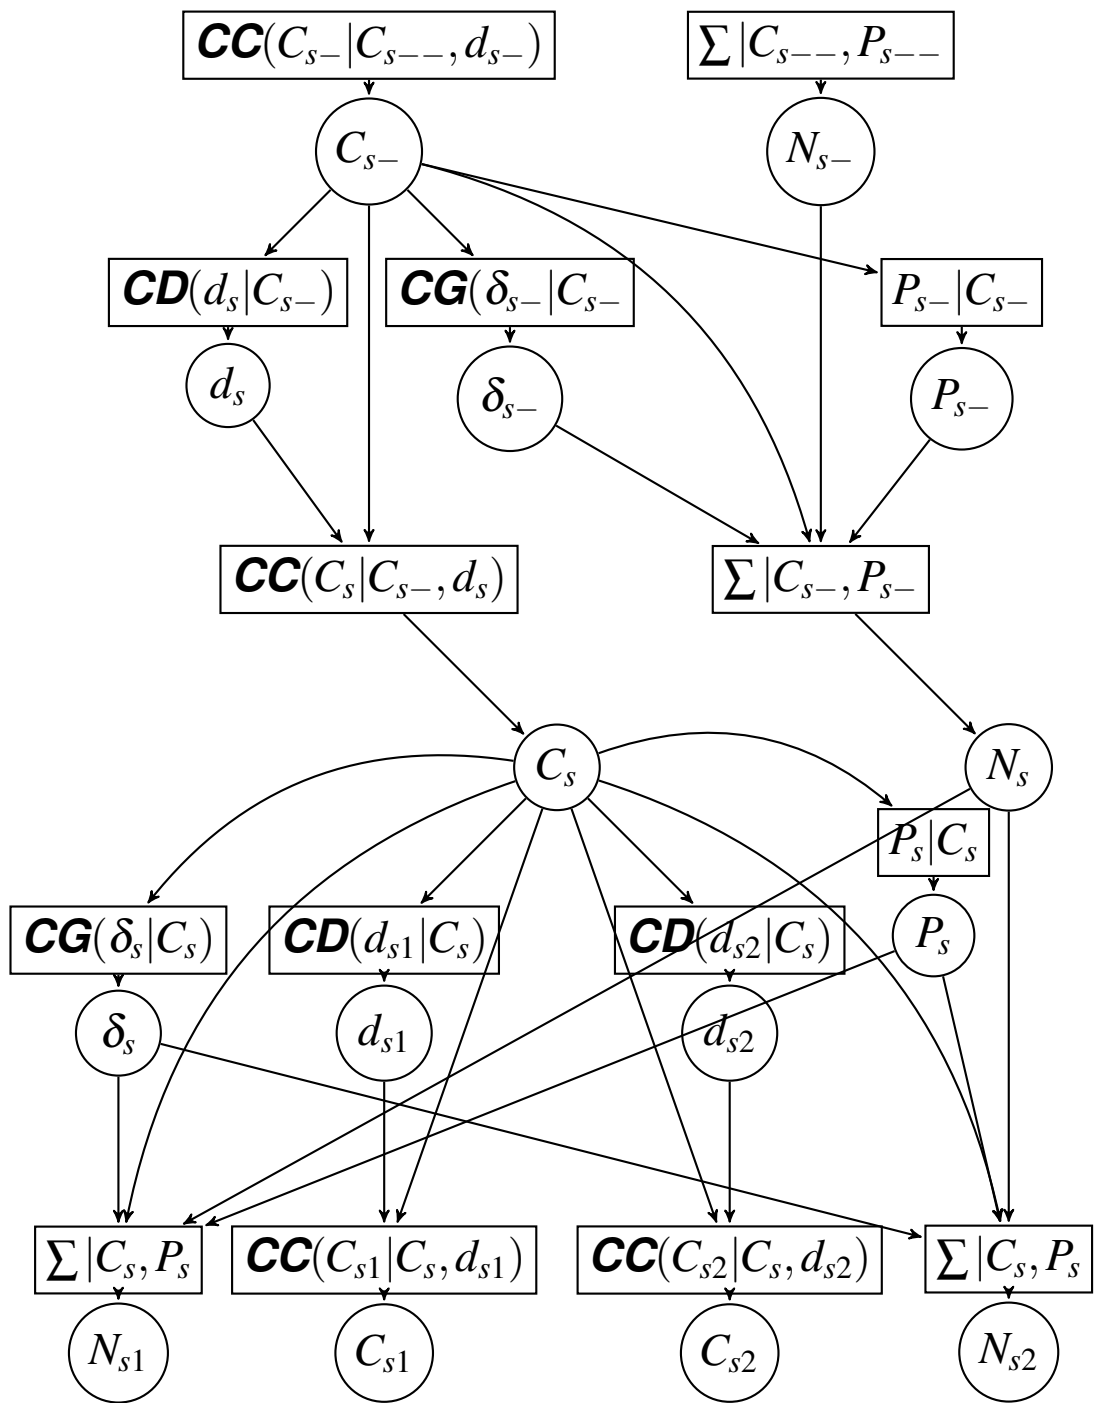 CC(C_{s−}|C_{s−−}, d_{s−})
∑|C_{s−−}, P_{s−−}
C_{s−}
N_{s−}
CD(d_s|C_{s−})
CG(δ_{s−}|C_{s−}
P_{s−}|C_{s−}
d_s
δ_{s−}
P_{s−}
CC(C_s|C_{s−}, d_s)
∑|C_{s−}, P_{s−}
C_s
N_s
P_s|C_s
CG(δ_s|C_s)
CD(d_{s1}|C_s)
CD(d_{s2}|C_s)
P_s
δ_s
d_{s1}
d_{s2}
∑|C_s, P_s
CC(C_{s1}|C_s, d_{s1})
CC(C_{s2}|C_s, d_{s2})
∑|C_s, P_s
N_{s1}
C_{s1}
C_{s2}
N_{s2}